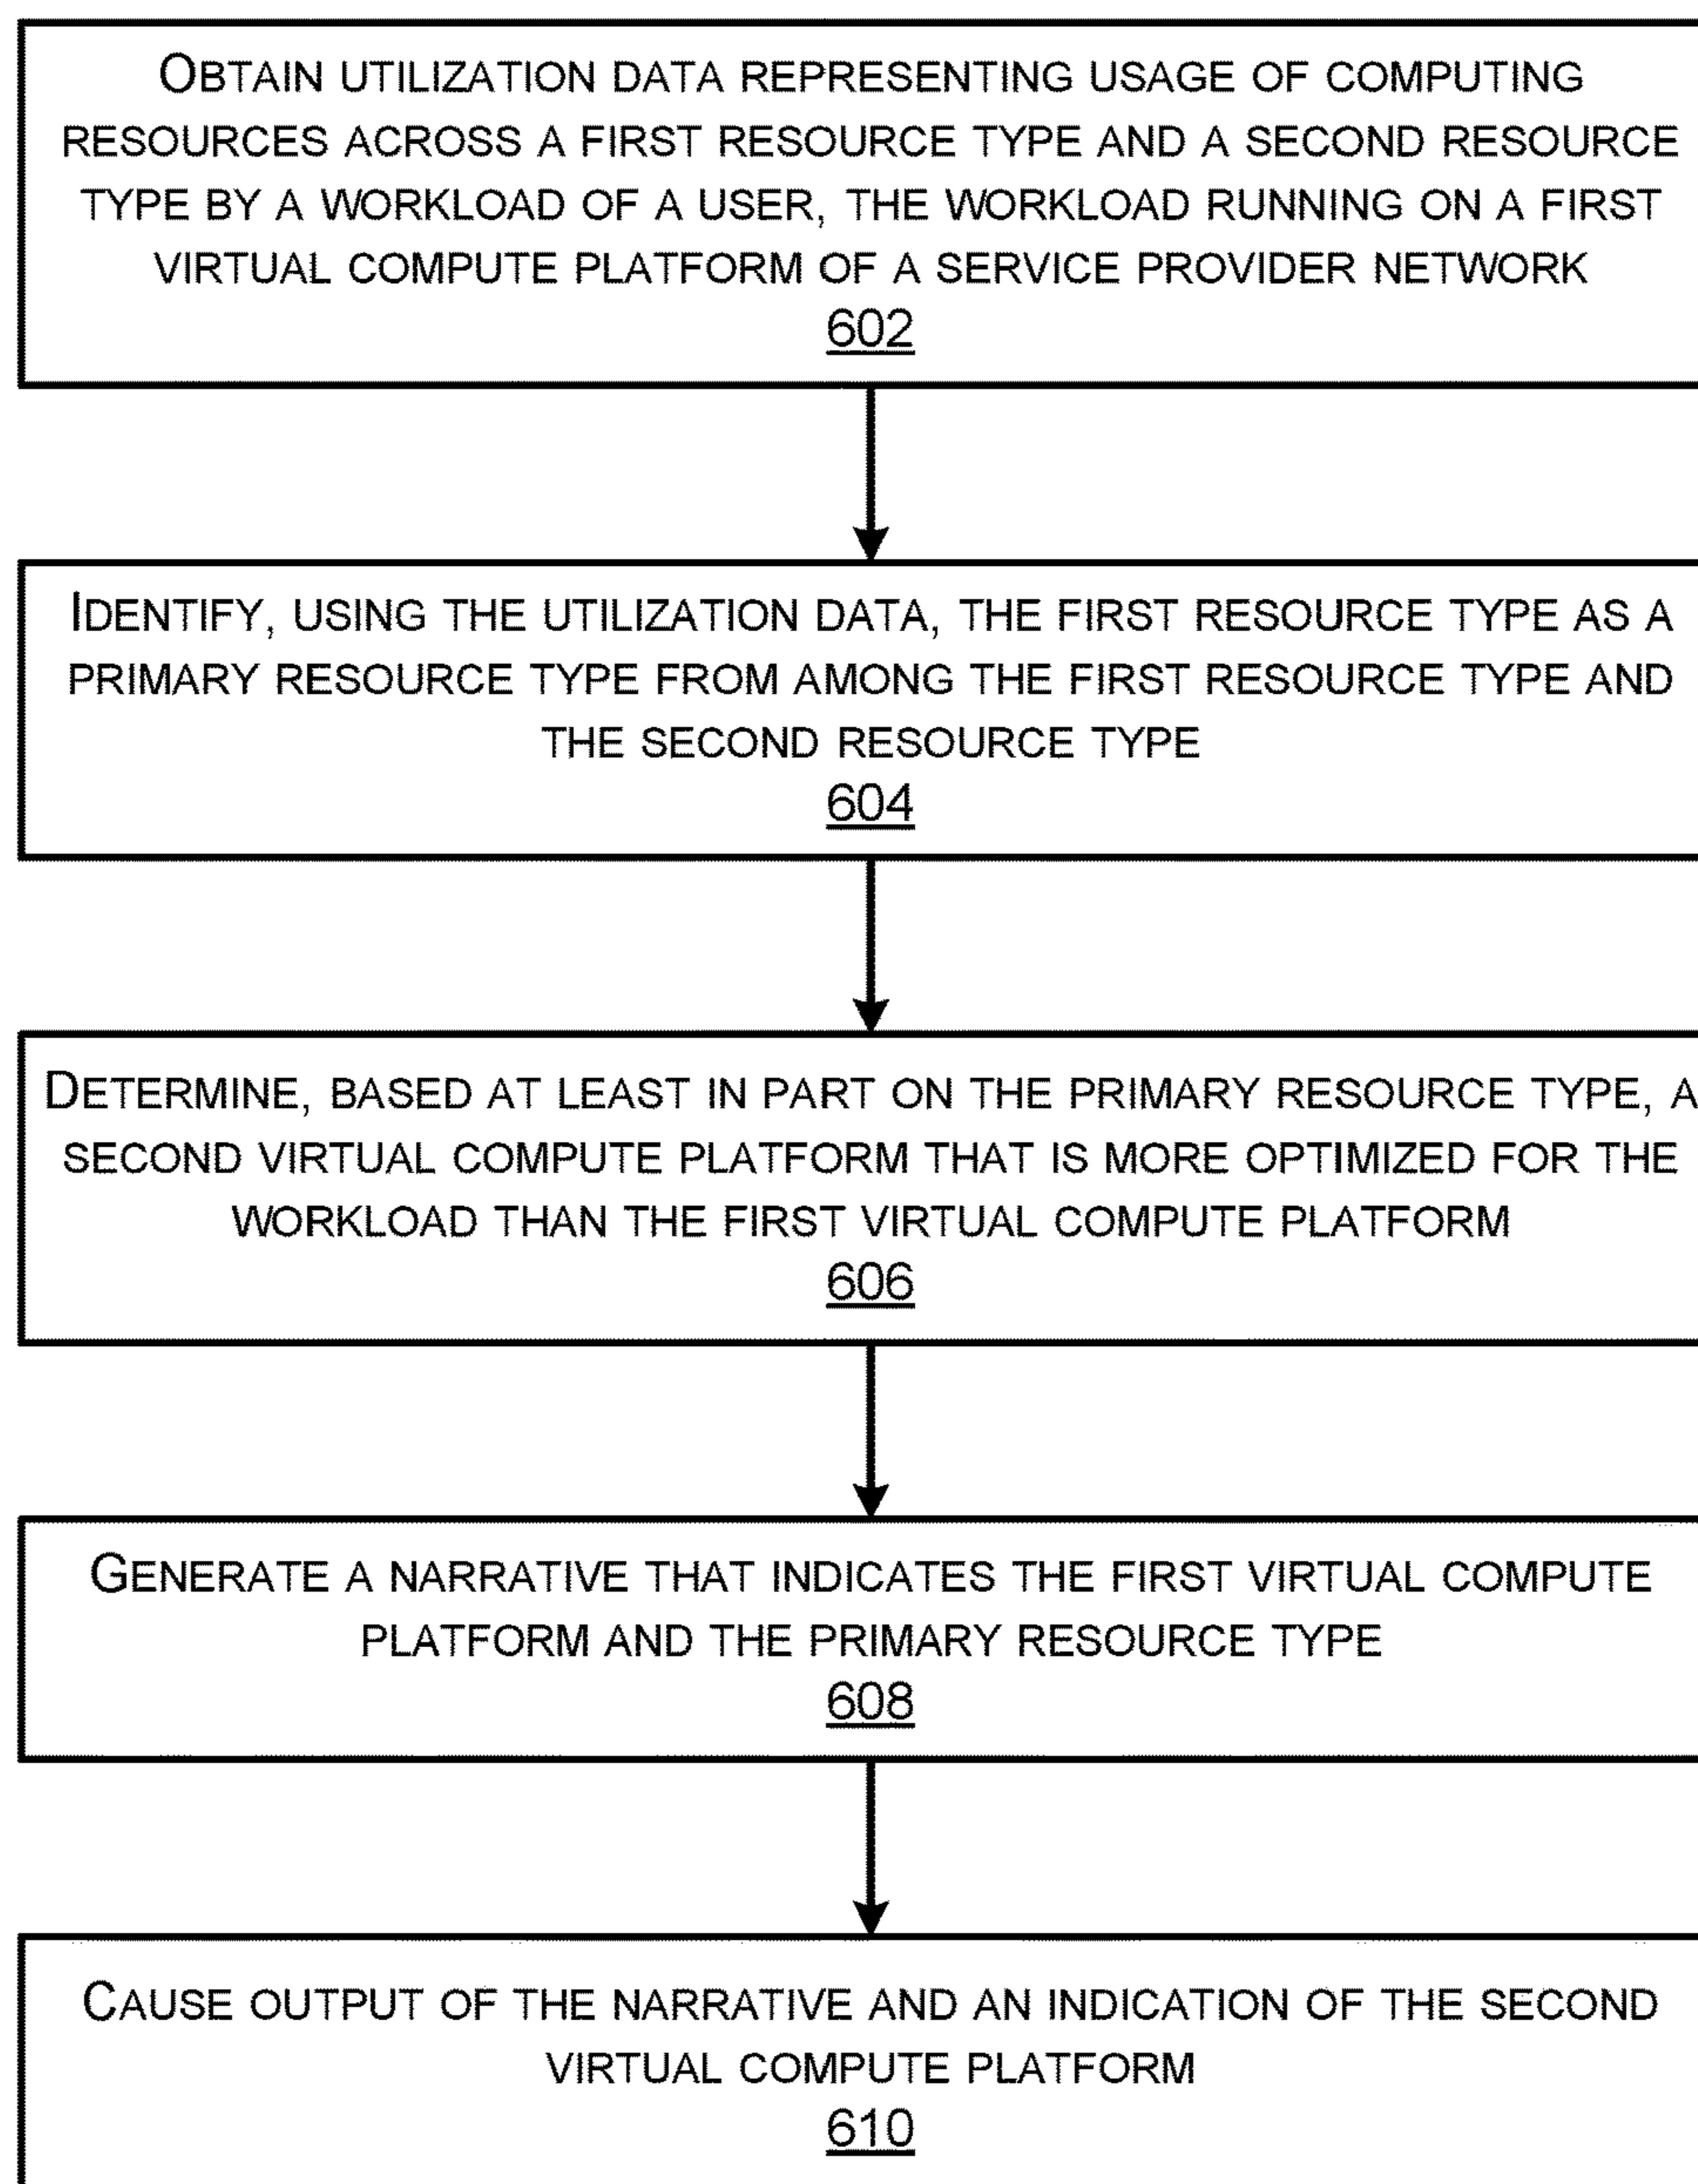 OBTAIN UTILIZATION DATA REPRESENTING USAGE OF COMPUTING
RESOURCES ACROSS A FIRST RESOURCE TYPE AND A SECOND RESOURCE
TYPE BY A WORKLOAD OF A USER, THE WORKLOAD RUNNING ON A FIRST
VIRTUAL COMPUTE PLATFORM OF A SERVICE PROVIDER NETWORK
602
IDENTIFY, USING THE UTILIZATION DATA, THE FIRST RESOURCE TYPE AS A
PRIMARY RESOURCE TYPE FROM AMONG THE FIRST RESOURCE TYPE AND
THE SECOND RESOURCE TYPE
604
DETERMINE, BASED AT LEAST IN PART ON THE PRIMARY RESOURCE TYPE, A
SECOND VIRTUAL COMPUTE PLATFORM THAT IS MORE OPTIMIZED FOR THE
WORKLOAD THAN THE FIRST VIRTUAL COMPUTE PLATFORM
606
GENERATE A NARRATIVE THAT INDICATES THE FIRST VIRTUAL COMPUTE
PLATFORM AND THE PRIMARY RESOURCE TYPE
608
CAUSE OUTPUT OF THE NARRATIVE AND AN INDICATION OF THE SECOND
VIRTUAL COMPUTE PLATFORM
610